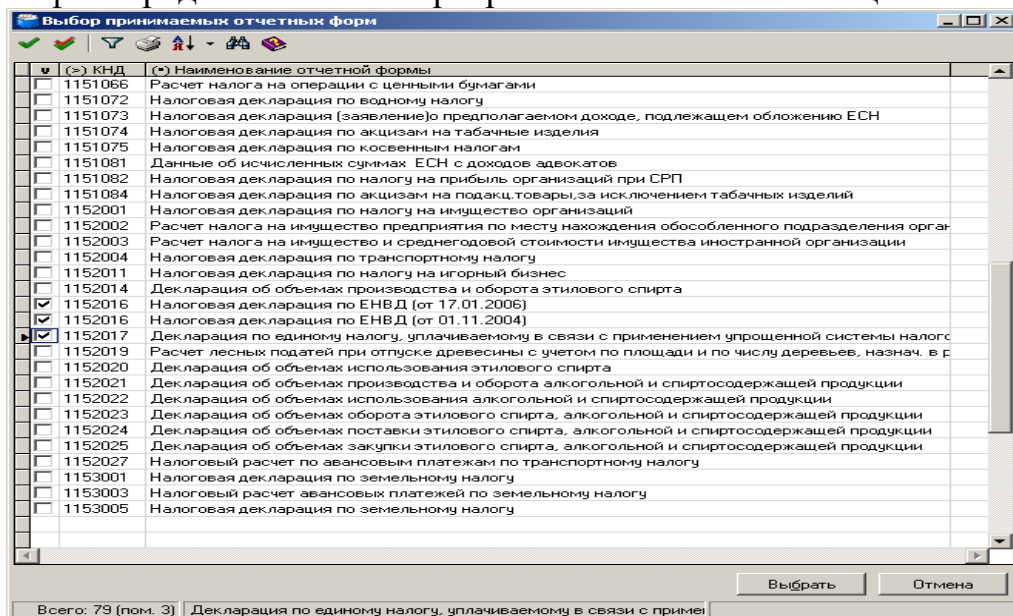 Выбор принимаемых отчетных форм
v (>) КНД (•) Наименование отчетной формы
1151066 Расчет налога на операции с ценными бумагами
1151072 Налоговая декларация по водному налогу
1151073 Налоговая декларация (заявление)о предполагаемом доходе, подлежащем обложению ЕСН
1151074 Налоговая декларация по акцизам на табачные изделия
1151075 Налоговая декларация по косвенным налогам
1151081 Данные об исчисленных суммах ЕСН с доходов адвокатов
1151082 Налоговая декларация по налогу на прибыль организаций при СРП
1151084 Налоговая декларация по акцизам на подакц.товары,за исключением табачных изделий
1152001 Налоговая декларация по налогу на имущество организаций
1152002 Расчет налога на имущество предприятия по месту нахождения обособленного подразделения орган
1152003 Расчет налога на имущество и среднегодовой стоимости имущества иностранной организации
1152004 Налоговая декларация по транспортному налогу
1152011 Налоговая декларация по налогу на игорный бизнес
1152014 Декларация об объемах производства и оборота этилового спирта
1152016 Налоговая декларация по ЕНВД (от 17.01.2006)
1152016 Налоговая декларация по ЕНВД (от 01.11.2004)
1152017 Декларация по единому налогу, уплачиваемому в связи с применением упрощенной системы налого
1152019 Расчет лесных податей при отпуске древесины с учетом по площади и по числу деревьев, назнач. в р
1152020 Декларация об объемах использования этилового спирта
1152021 Декларация об объемах производства и оборота алкогольной и спиртосодержащей продукции
1152022 Декларация об объемах использования алкогольной и спиртосодержащей продукции
1152023 Декларация об объемах оборота этилового спирта, алкогольной и спиртосодержащей продукции
1152024 Декларация об объемах поставки этилового спирта, алкогольной и спиртосодержащей продукции
1152025 Декларация об объемах закупки этилового спирта, алкогольной и спиртосодержащей продукции
1152027 Налоговый расчет по авансовым платежам по транспортному налогу
1153001 Налоговая декларация по земельному налогу
1153003 Налоговый расчет авансовых платежей по земельному налогу
1153005 Налоговая декларация по земельному налогу
Выбрать Отмена
Всего: 79 (пом. 3) Декларация по единому налогу, уплачиваемому в связи с приме